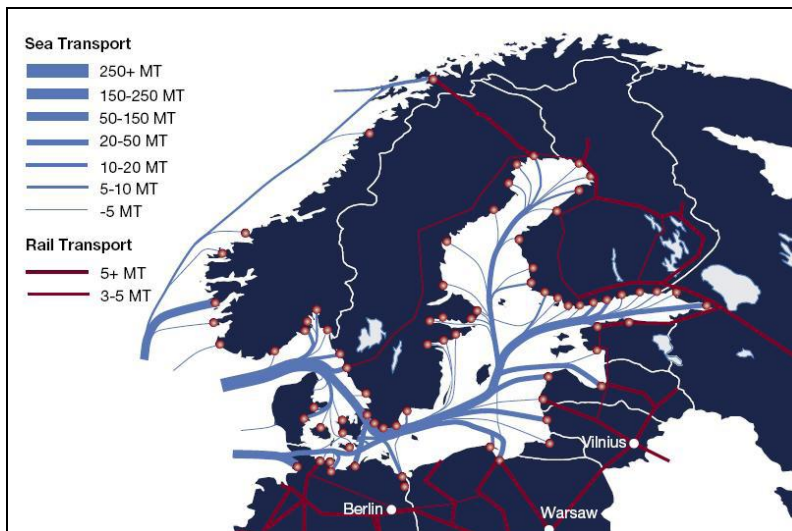 Sea Transport
250+ MT
150-250 MT
50-150 MT
20-50 MT
10-20 MT
5-10 MT
-5 MT
Rail Transport
5+ MT
3-5 MT
Vilnius
Berlin
Warsaw